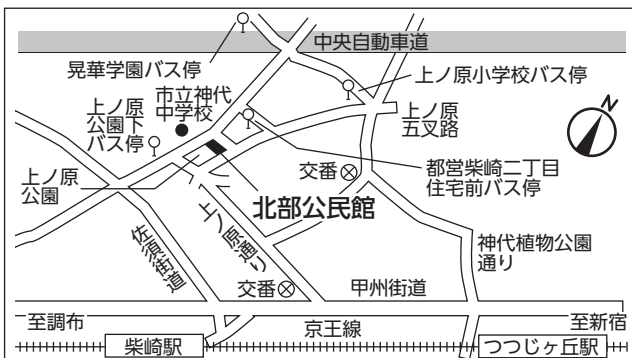 中央自動車道
晃華学園バス停
上ノ原小学校バス停
市立神代
中学校
上ノ原
公園下
バス停
上ノ原
五叉路
N
都営柴崎二丁目
住宅前バス停
交番
上ノ原
公園
北部公民館
上ノ原通り
佐須街道
神代植物公園
通り
交番
甲州街道
至調布
京王線
至新宿
柴崎駅
つつじヶ丘駅